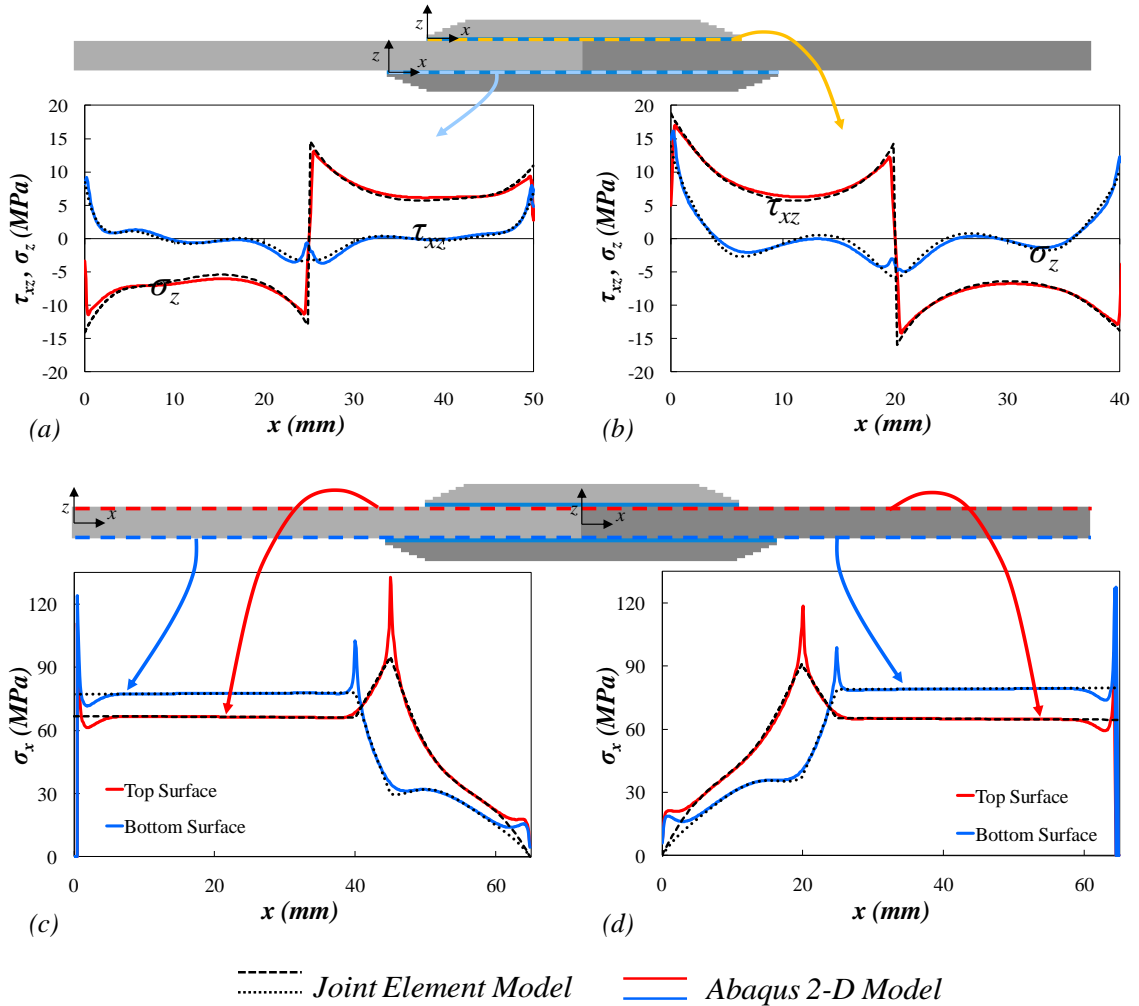 z
x
z
x
20
15
10
5
0
-5
-10
-15
-20
τxz, σz (MPa)
τxz
σz
0 10 20 30 40 50
x (mm)
(a)
20
15
10
5
0
-5
-10
-15
-20
τxz, σz (MPa)
τxz
σz
0 10 20 30 40
x (mm)
(b)
z
x
z
x
120
90
60
30
0
σx (MPa)
Top Surface
Bottom Surface
0 20 40 60
x (mm)
(c)
120
90
60
30
0
σx (MPa)
Top Surface
Bottom Surface
0 20 40 60
x (mm)
(d)
Joint Element Model
Abaqus 2-D Model